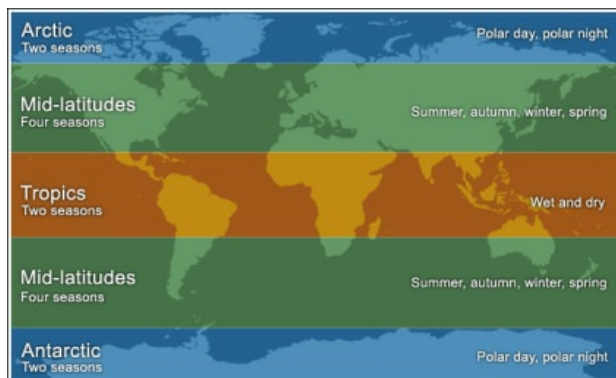 Arctic
Two seasons
Polar day, polar night
Mid-latitudes
Four seasons
Summer, autumn, winter, spring
Tropics
Two seasons
Wet and dry
Mid-latitudes
Four seasons
Summer, autumn, winter, spring
Antarctic
Two seasons
Polar day, polar night